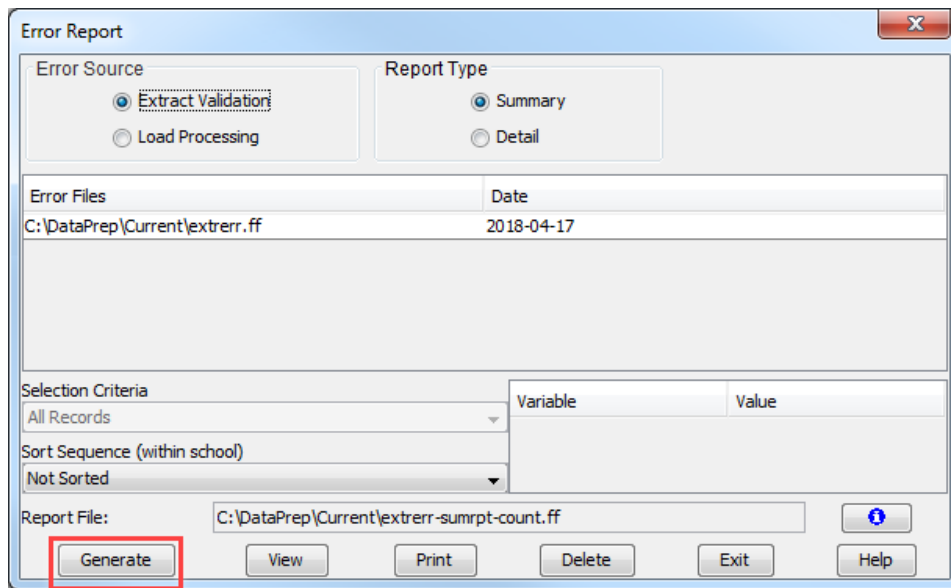 Error Report
Error Source
Report Type
Extract Validation
Summary
Load Processing
Detail
Error Files Date
C:\DataPrep\Current\extrerr.ff 2018-04-17
Selection Criteria
Variable Value
All Records
Sort Sequence (within school)
Not Sorted
Report File: C:\DataPrep\Current\extrerr-sumrpt-count.ff
Generate View Print Delete Exit Help